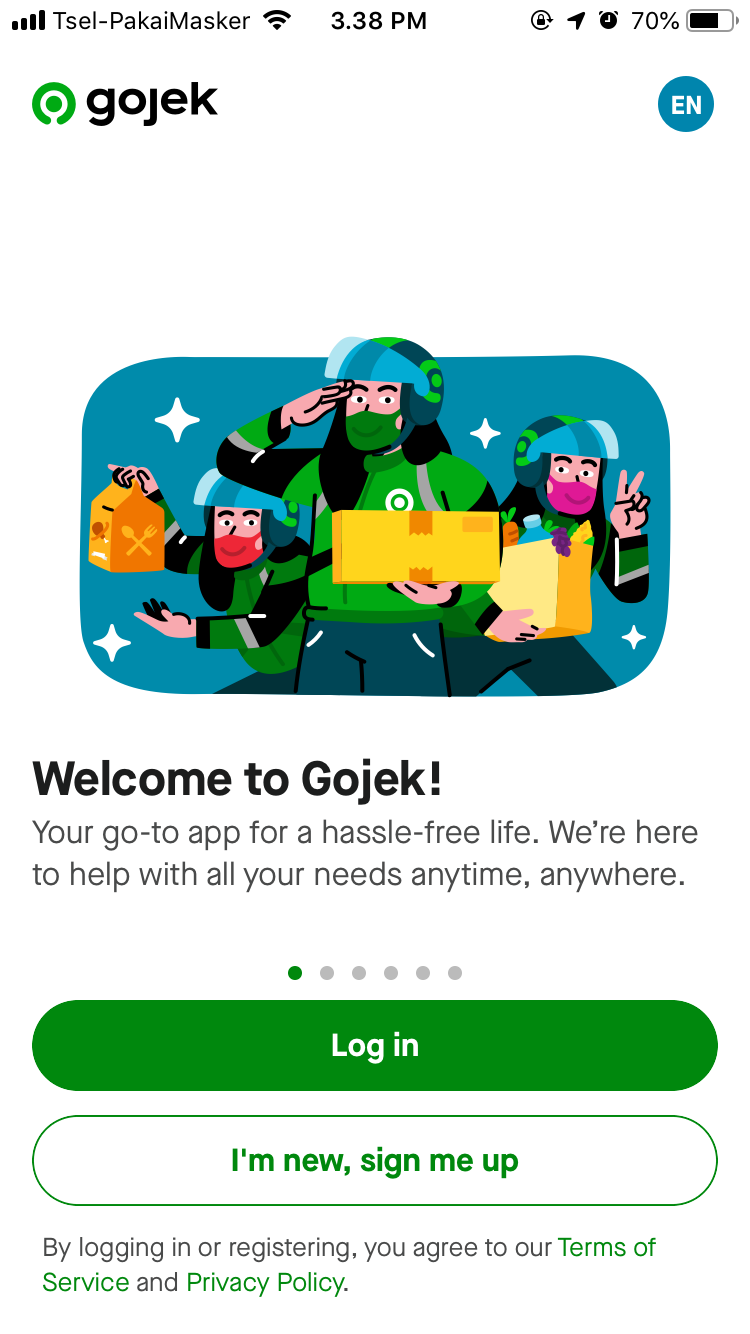 Tsel-PakaiMasker 3.38 PM 70%
gojek EN
Welcome to Gojek!
Your go-to app for a hassle-free life. We’re here
to help with all your needs anytime, anywhere.
Log in
I'm new, sign me up
By logging in or registering, you agree to our Terms of
Service and Privacy Policy.